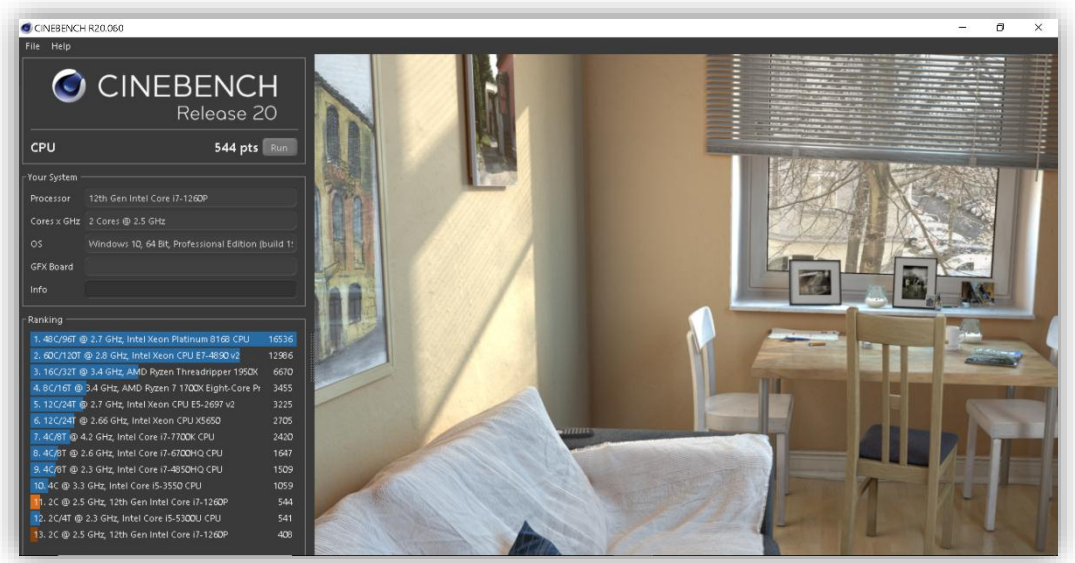 CINEBENCH R20.060
File Help
CINEBENCH
Release 20
CPU 544 pts Run
Your System
Processor 12th Gen Intel Core i7-1260P
Cores x GHz 2 Cores @ 2.5 GHz
OS Windows 10, 64 Bit, Professional Edition (build 1
GFX Board
Info
Ranking
1. 48C/96T @ 2.7 GHz, Intel Xeon Platinum 8168 CPU 16536
2. 60C/120T @ 2.8 GHz, Intel Xeon CPU E7-4890 v2 12986
3. 16C/32T @ 3.4 GHz, AMD Ryzen Threadripper 1950X 6670
4. 8C/16T @ 3.4 GHz, AMD Ryzen 7 1700X Eight-Core Pr 3455
5. 12C/24T @ 2.7 GHz, Intel Xeon CPU E5-2697 v2 3225
6. 12C/24T @ 2.66 GHz, Intel Xeon CPU X5650 2705
7. 4C/8T @ 4.2 GHz, Intel Core i7-7700K CPU 2420
8. 4C/8T @ 2.6 GHz, Intel Core i7-6700HQ CPU 1647
9. 4C/8T @ 2.3 GHz, Intel Core i7-4850HQ CPU 1509
10. 4C @ 3.3 GHz, Intel Core i5-3550 CPU 1059
11. 2C @ 2.5 GHz, 12th Gen Intel Core i7-1260P 544
12. 2C/4T @ 2.3 GHz, Intel Core i5-5300U CPU 541
13. 2C @ 2.5 GHz, 12th Gen Intel Core i7-1260P 408